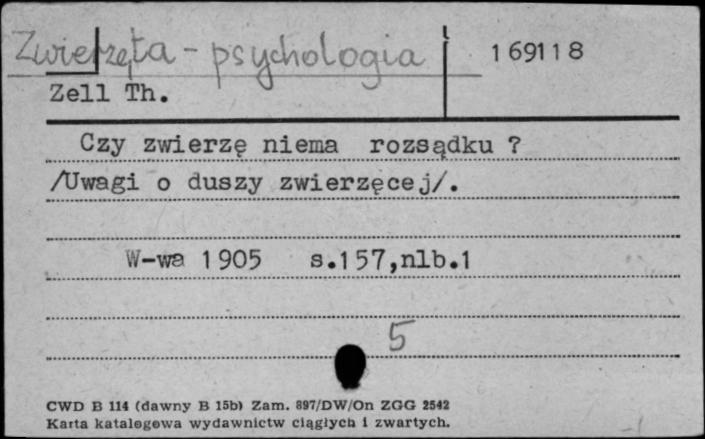 Zwierzęta - psychologia 169118
Zell Th.
Czy zwierzę niema rozsądku ?
/Uwagi o duszy zwierzęcej/.
W-wa 1905 s.157,nlb.1
5
CWD B 114 (dawny B 15b) Zam. 897/DW/On ZGG 2542
Karta katalogowa wydawnictw ciągłych i zwartych.